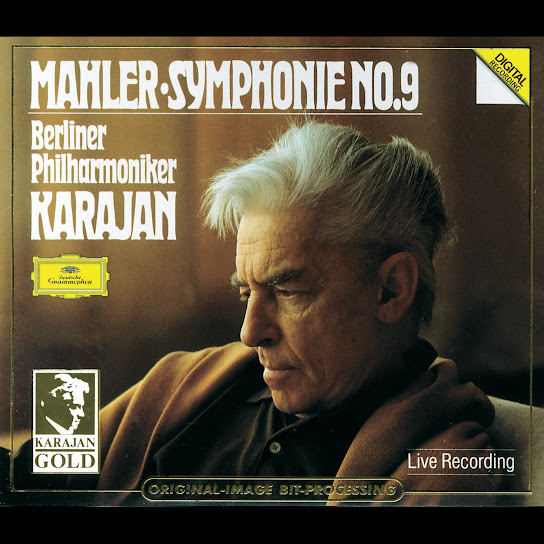 MAHLER·SYMPHONIE NO.9
Berliner
Philharmoniker
KARAJAN
DIGITAL
RECORDING
Deutsche
Grammophon
KARAJAN
GOLD
Live Recording
ORIGINAL-IMAGE BIT-PROCESSING